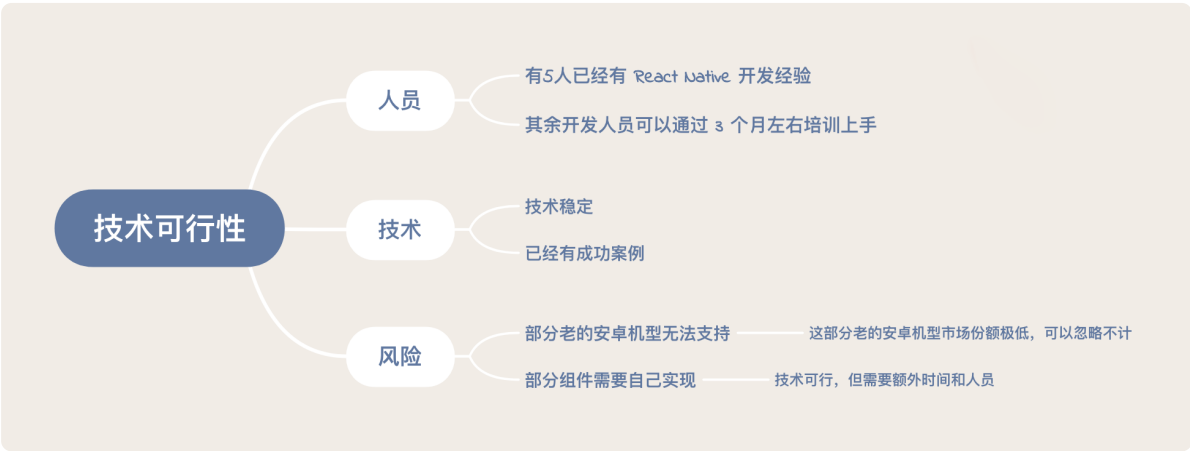 技术可行性
人员
有5人已经有 React Native 开发经验
其余开发人员可以通过 3 个月左右培训上手
技术
技术稳定
已经有成功案例
风险
部分老的安卓机型无法支持
这部分老的安卓机型市场份额极低，可以忽略不计
部分组件需要自己实现
技术可行，但需要额外时间和人员